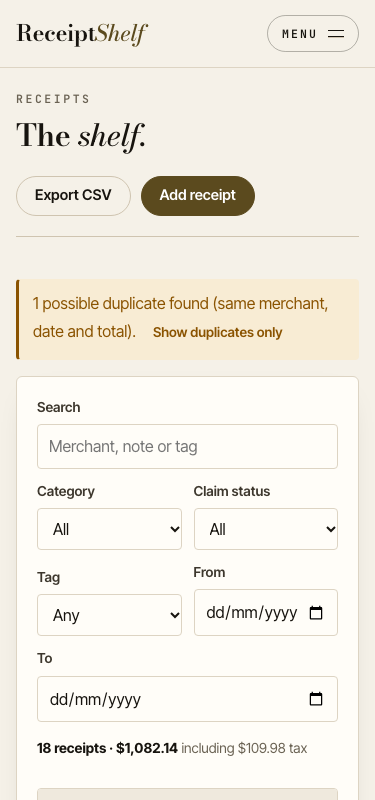 ReceiptShelf
MENU
RECEIPTS
The shelf.
Export CSV
Add receipt
1 possible duplicate found (same merchant,
date and total). Show duplicates only
Search
Merchant, note or tag
Category
Claim status
All
All
Tag
From
Any
dd/mm/yyyy
To
dd/mm/yyyy
18 receipts · $1,082.14 including $109.98 tax